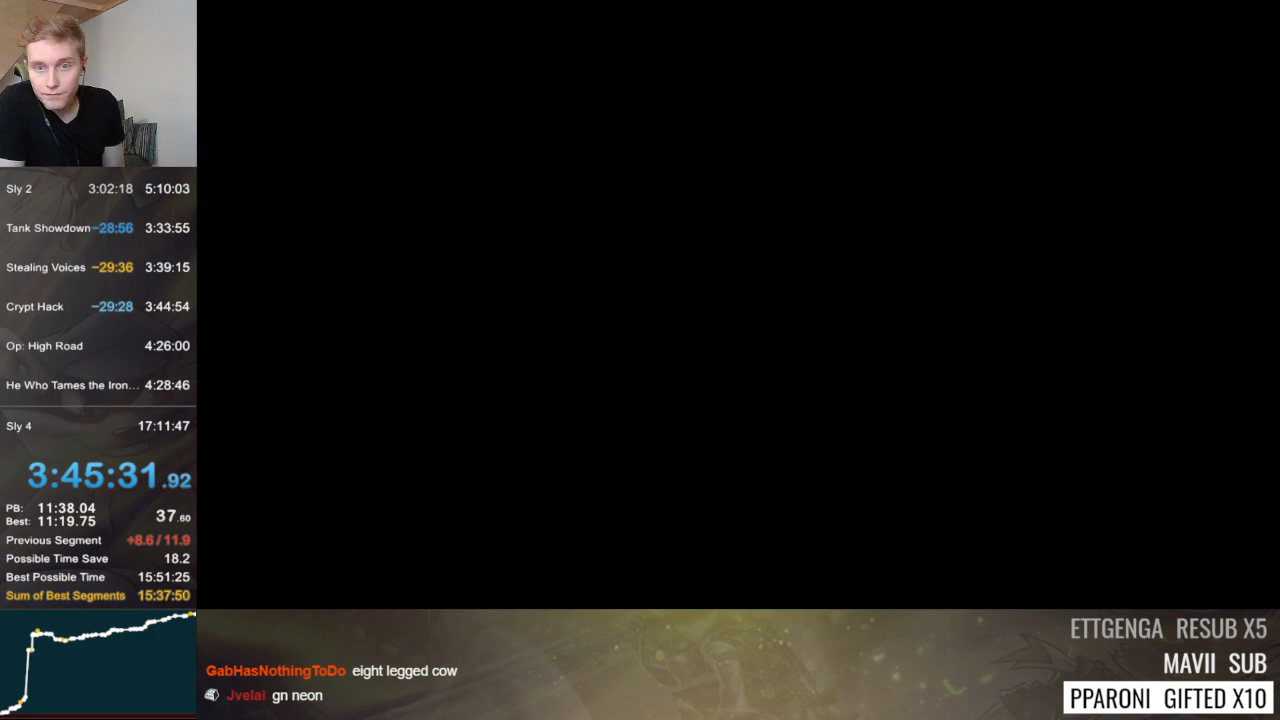 Sly 2 3:02:18 5:10:03
Tank Showdown -28:56 3:33:55
Stealing Voices -29:36 3:39:15
Crypt Hack -29:28 3:44:54
Op: High Road 4:26:00
He Who Tames the Iron... 4:28:46
Sly 4 17:11:47
3:45:31.92
PB: 11:38.04
Best: 11:19.75
37.60
Previous Segment +8.6 / 11.9
Possible Time Save 18.2
Best Possible Time 15:51:25
Sum of Best Segments 15:37:50
GabHasNothingToDo eight legged cow
Jvelai gn neon
ETTGENGA RESUB X5
MAVII SUB
PPARONI GIFTED X10